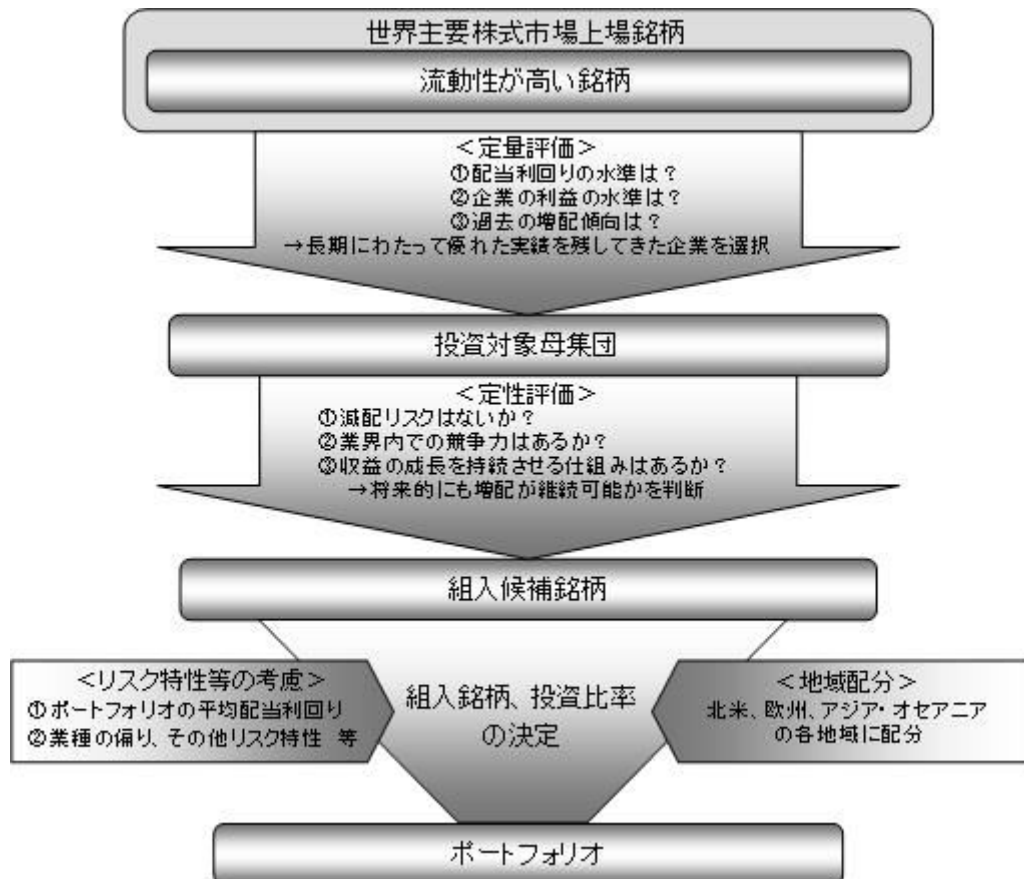 世界主要株式市場上場銘柄
流動性が高い銘柄
＜定量評価＞
①配当利回りの水準は？
②企業の利益の水準は？
③過去の増配傾向は？
→長期にわたって優れた実績を残してきた企業を選択
投資対象母集団
＜定性評価＞
①減配リスクはないか？
②業界内での競争力はあるか？
③収益の成長を持続させる仕組みはあるか？
→将来的にも増配が継続可能かを判断
組入候補銘柄
＜リスク特性等の考慮＞
①ポートフォリオの平均配当利回り
②業種の偏り、その他リスク特性 等
組入銘柄、投資比率
の決定
＜地域配分＞
北米、欧州、アジア・オセアニア
の各地域に配分
ポートフォリオ